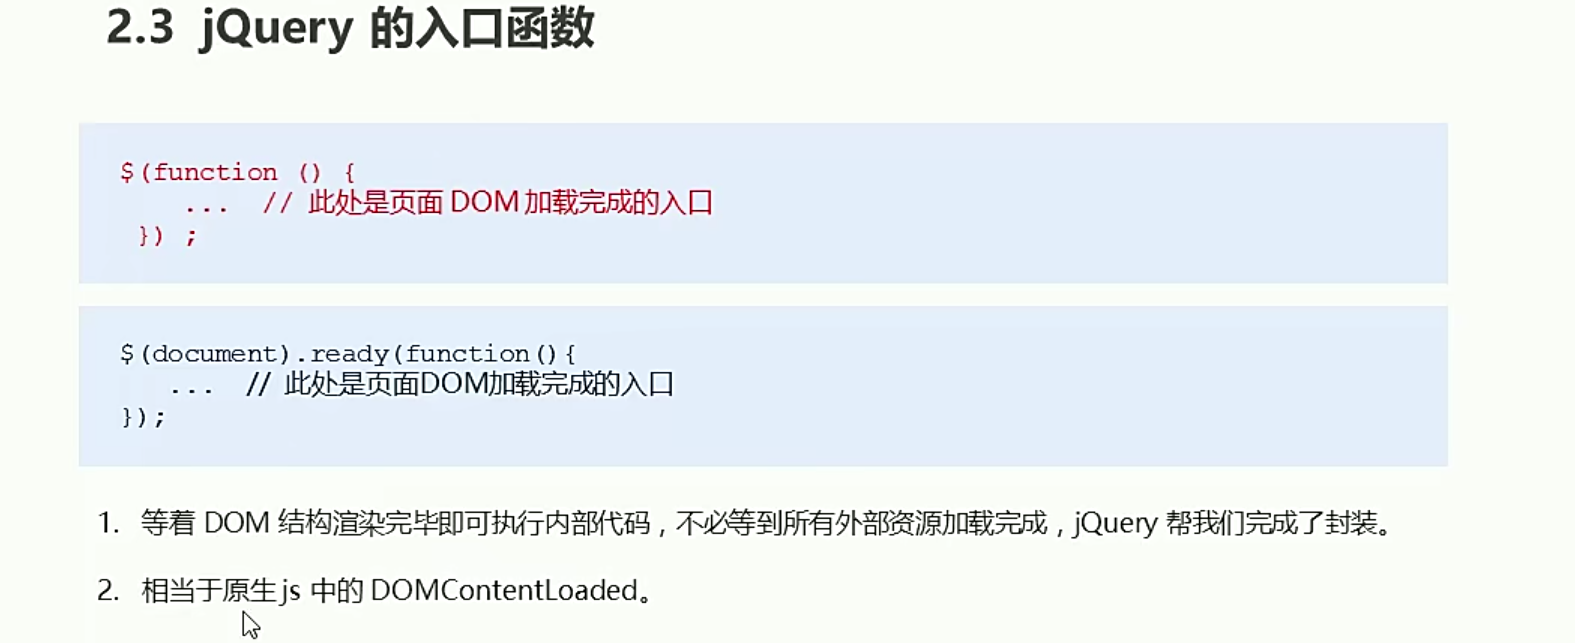 2.3 jQuery 的入口函数
$(function () {
... // 此处是页面 DOM 加载完成的入口
}) ;
$(document).ready(function(){
... // 此处是页面DOM加载完成的入口
});
1. 等着 DOM 结构渲染完毕即可执行内部代码，不必等到所有外部资源加载完成，jQuery 帮我们完成了封装。
2. 相当于原生 js 中的 DOMContentLoaded。